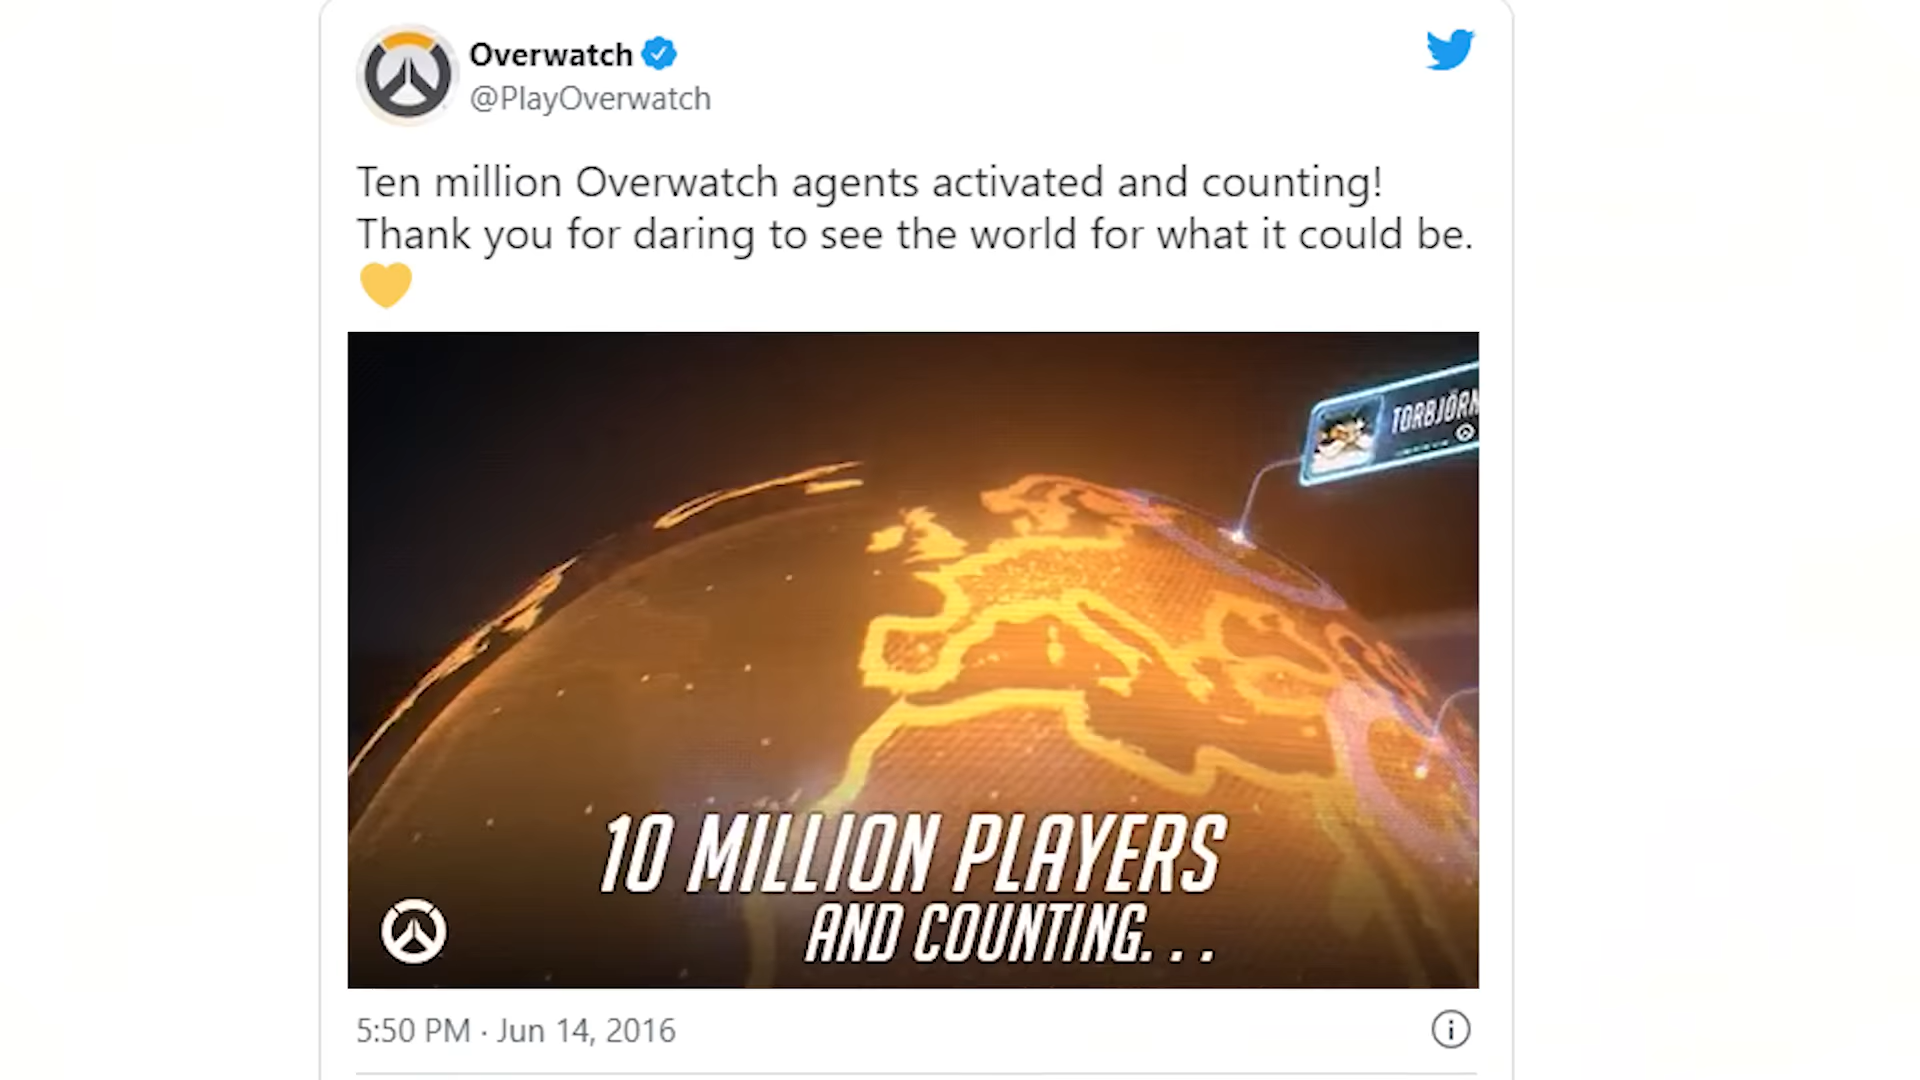 Overwatch
@PlayOverwatch
Ten million Overwatch agents activated and counting!
Thank you for daring to see the world for what it could be.
💛
TORBJÖRN
10 MILLION PLAYERS
AND COUNTING...
5:50 PM · Jun 14, 2016